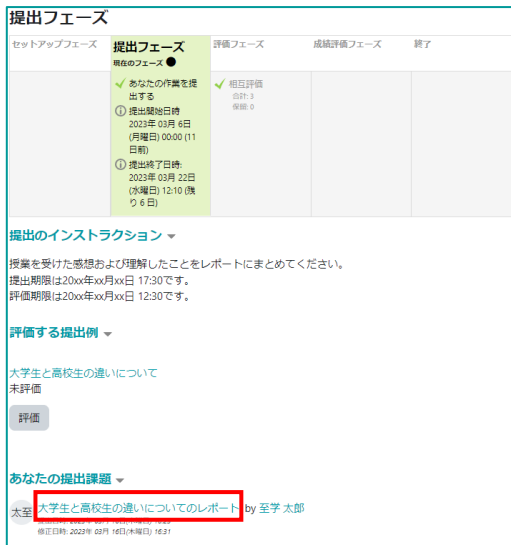 提出フェーズ
セットアップフェーズ
提出フェーズ
現在のフェーズ
評価フェーズ
成績評価フェーズ
終了
あなたの作業を提
出する
提出開始日時
2023年 03月 6日
(月曜日) 00:00 (11
日前)
提出終了日時:
2023年 03月 22日
(水曜日) 12:10 (残
り 6 日)
相互評価
合計: 3
保留: 0
提出のインストラクション
授業を受けた感想および理解したことをレポートにまとめてください。
提出期限は20xx年xx月xx日 17:30です。
評価期限は20xx年xx月xx日 12:30です。
評価する提出例
大学生と高校生の違いについて
未評価
評価
あなたの提出課題
太至
大学生と高校生の違いについてのレポート by 至学 太郎
修正日時: 2023年 03月 16日(木曜日) 16:31